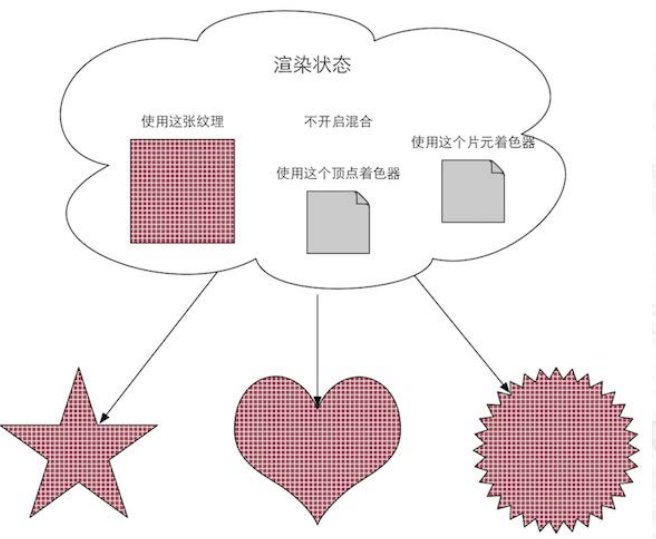 渲染状态
使用这张纹理
不开启混合
使用这个片元着色器
使用这个顶点着色器